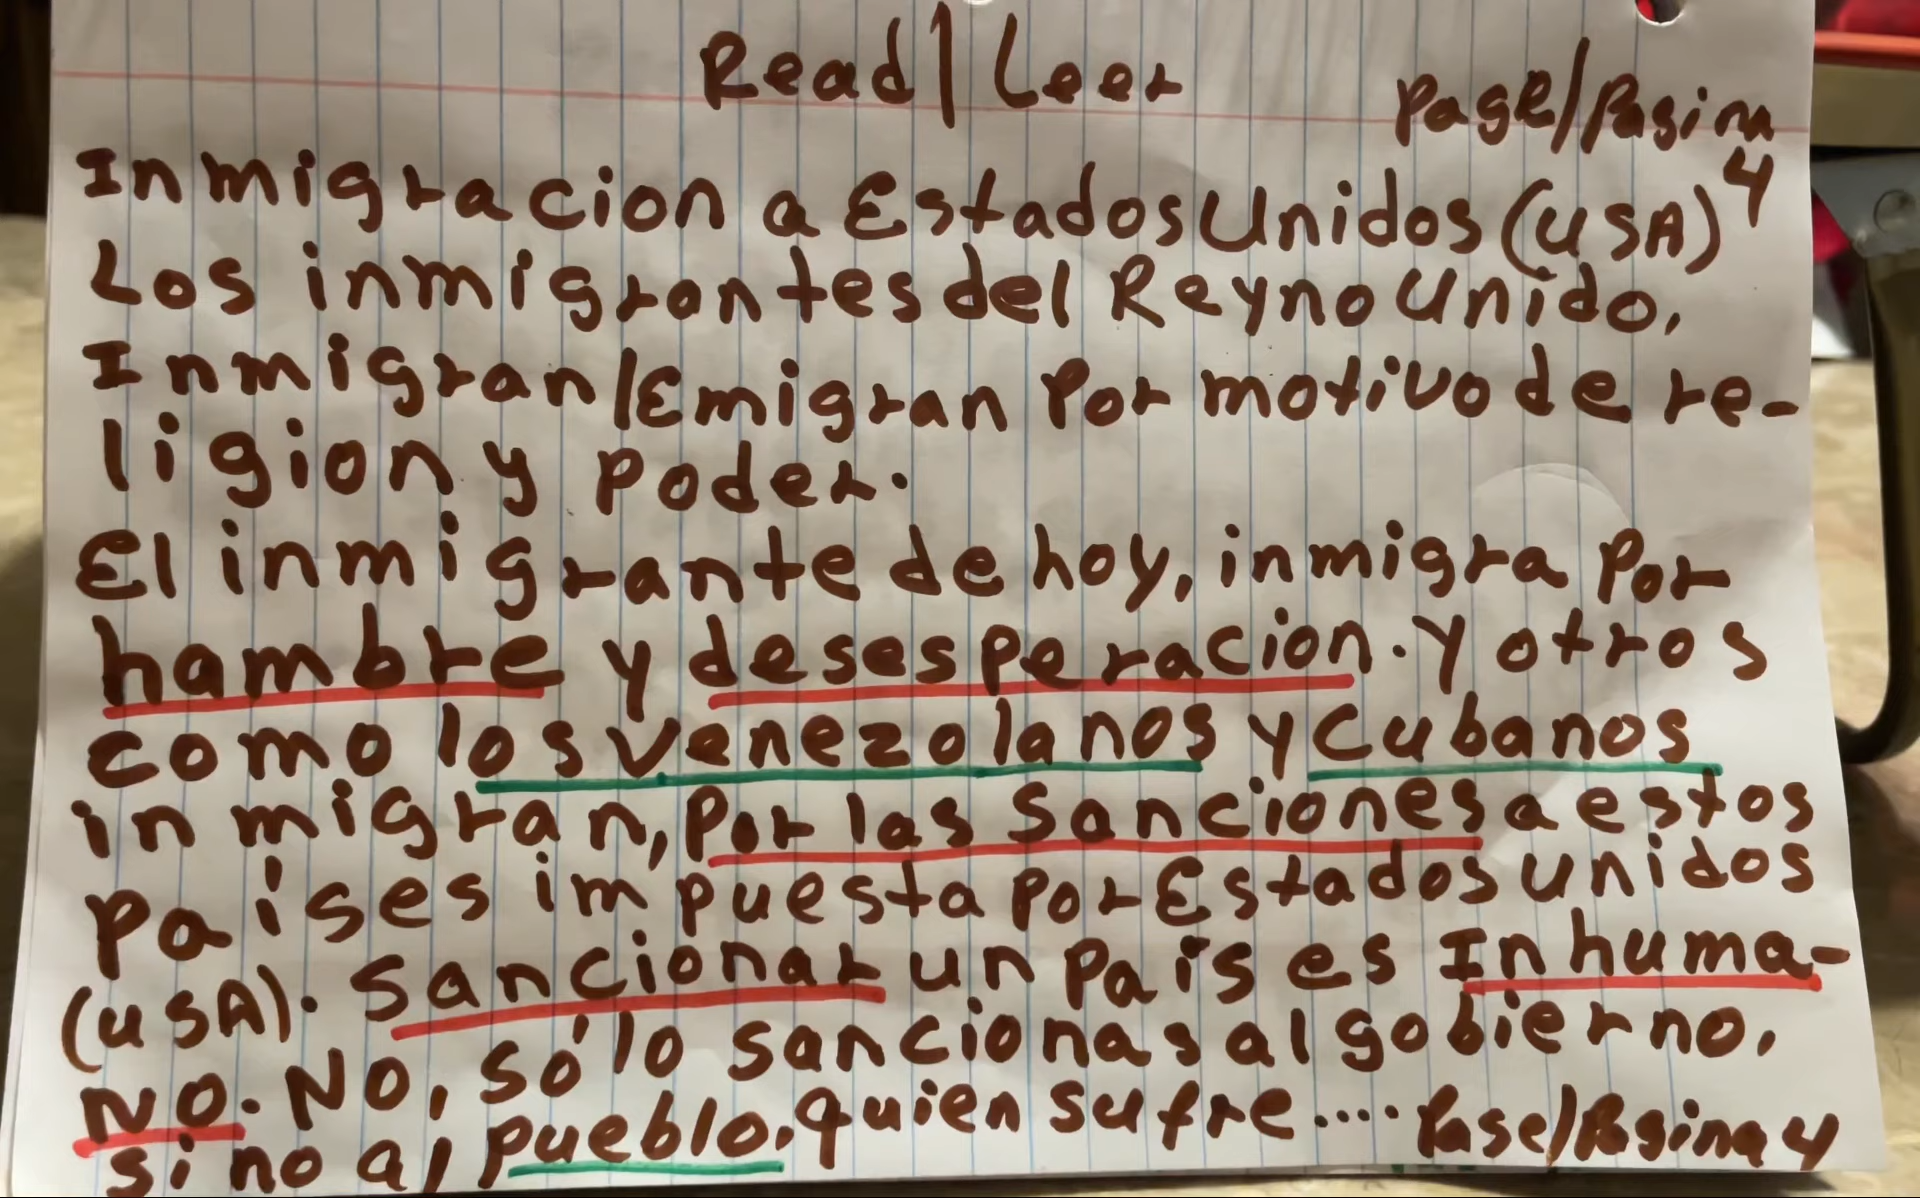 Read/Leer
Page/Pagina
4
Inmigracion a Estados Unidos (USA)
Los inmigrantes del Reyno Unido,
Inmigran/Emigran Por motivo de re-
ligion y Poder.
El inmigrante de hoy, inmigra Por
hambre y desesperacion. Y otros
como los venezolanos y Cubanos
inmigran, Por las Sanciones a estos
países impuesta por Estados Unidos
(USA). Sancionar un País es Inhuma-
NO. NO, sólo sancionas al gobierno,
si no al pueblo. quien sufre.... Page/Pagina 4